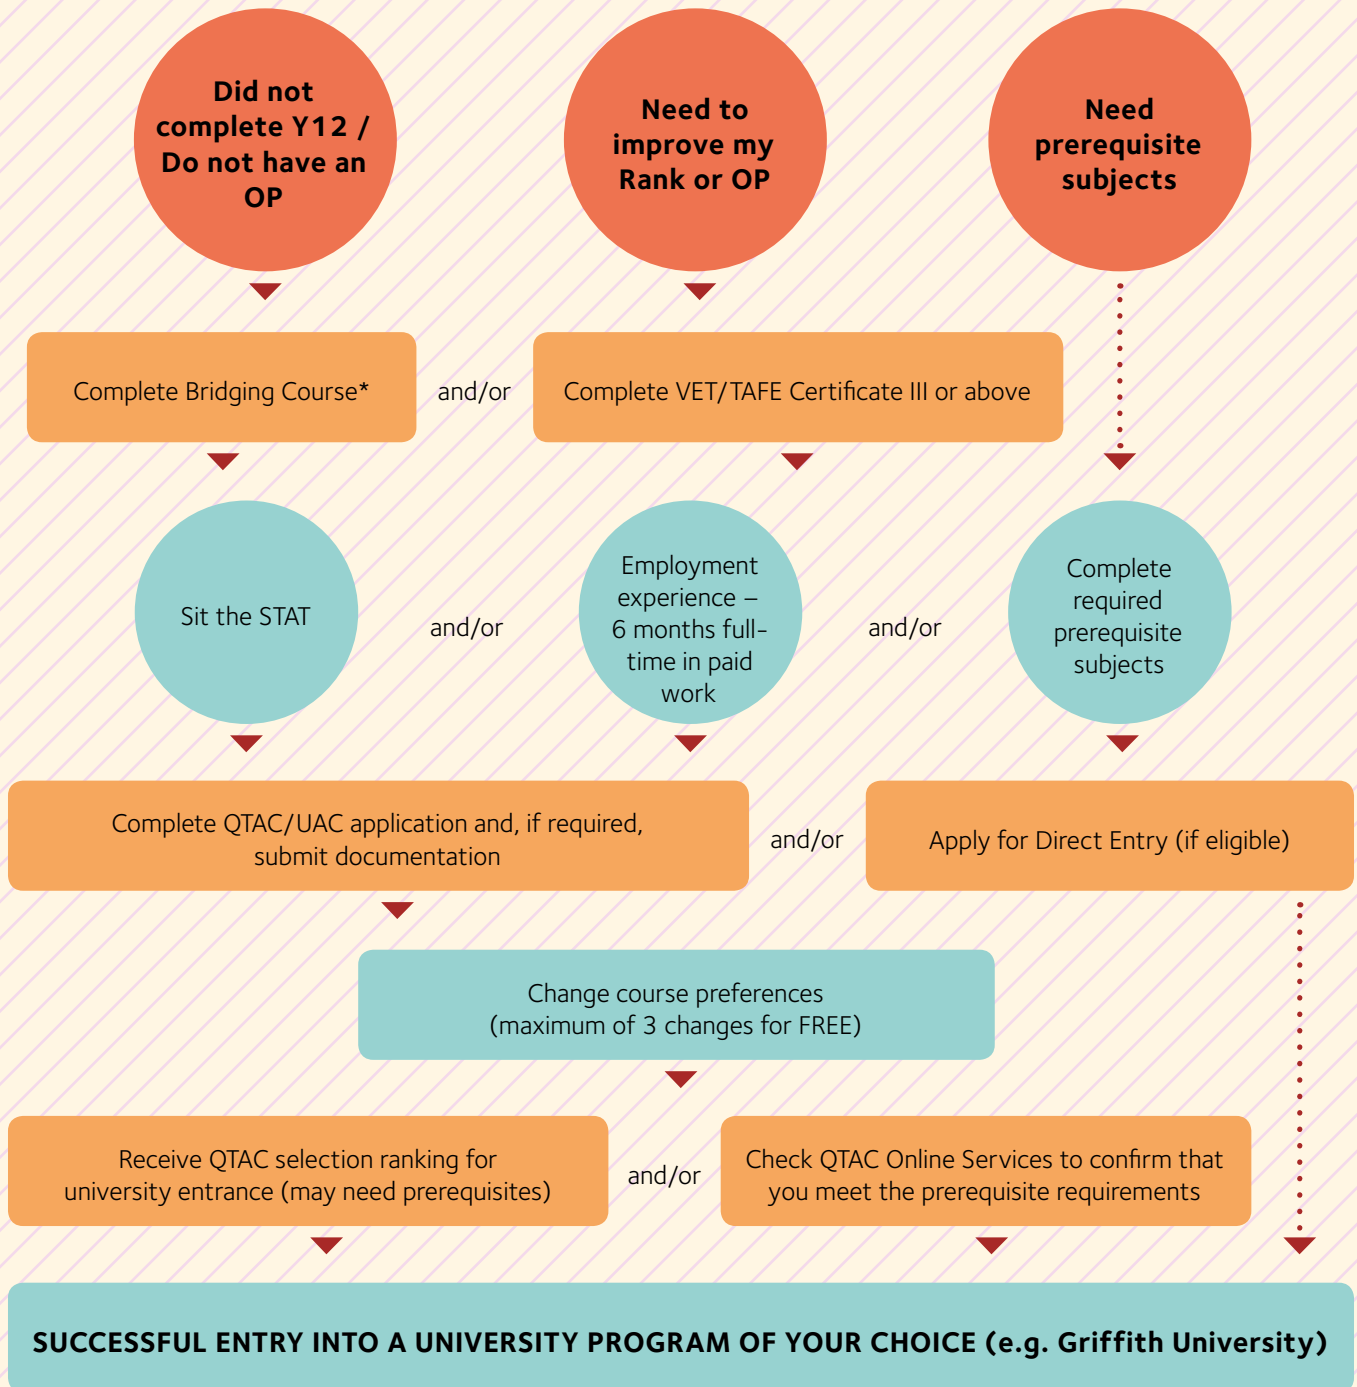 Did not
complete Y12 /
Do not have an
OP
Need to
improve my
Rank or OP
Need
prerequisite
subjects
Complete Bridging Course*
and/or
Complete VET/TAFE Certificate III or above
Sit the STAT
and/or
Employment
experience –
6 months full-
time in paid
work
and/or
Complete
required
prerequisite
subjects
Complete QTAC/UAC application and, if required,
submit documentation
and/or
Apply for Direct Entry (if eligible)
Change course preferences
(maximum of 3 changes for FREE)
Receive QTAC selection ranking for
university entrance (may need prerequisites)
and/or
Check QTAC Online Services to confirm that
you meet the prerequisite requirements
SUCCESSFUL ENTRY INTO A UNIVERSITY PROGRAM OF YOUR CHOICE (e.g. Griffith University)